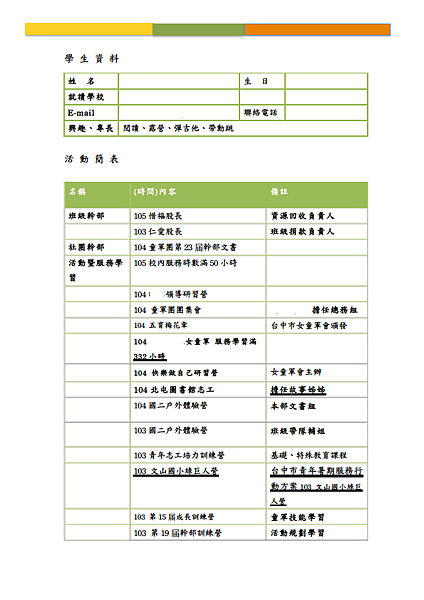 學 生 資 料
姓 名 生 日
就讀學校
E-mail 聯絡電話
興趣、專長 閱讀、露營、彈吉他、帶動跳
活 動 簡 表
名稱 (時間)內容 備註
班級幹部 105 惜福股長 資源回收負責人
103 仁愛股長 班級捐款負責人
社團幹部 104 童軍團第 23 屆幹部文書
活動暨服務學 105 校內服務時數滿 50 小時
習
104 領導研習營
104 童軍團團集會 擔任總務組
104 五育梅花章 台中市女童軍會頒發
104 女童軍 服務學習滿
332 小時
104 快樂做自己研習營 女童軍會主辦
104 北屯圖書館志工 擔任故事姊姊
104 國二戶外體驗營 本部文書組
103 國二戶外體驗營 班級帶隊輔組
103 青年志工培力訓練營 基礎、特殊教育課程
103 文山國小綠巨人營 台中市青年暑期服務行
動方案 103 文山國小綠巨
人營
103 第 15 屆成長訓練營 童軍技能學習
103 第 19 屆幹部訓練營 活動規劃學習